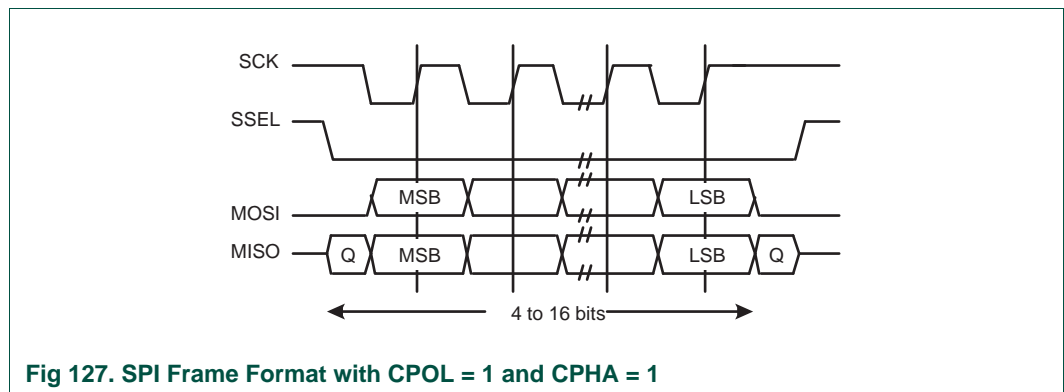 SCK
SSEL
MOSI MSB LSB
MISO Q MSB LSB Q
4 to 16 bits
Fig 127. SPI Frame Format with CPOL = 1 and CPHA = 1